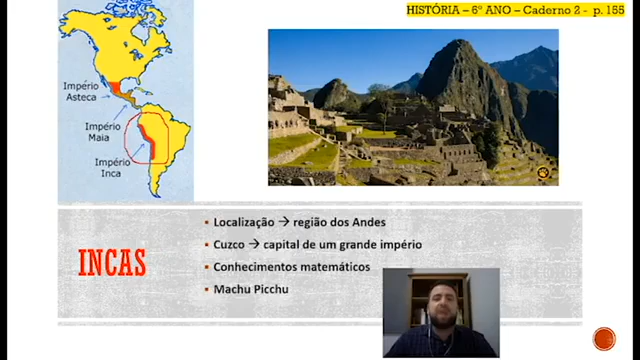 HISTÓRIA – 6º ANO – Caderno 2 - p. 155
Império
Asteca
Império
Maia
Império
Inca
INCAS
Localização → região dos Andes
Cuzco → capital de um grande império
Conhecimentos matemáticos
Machu Picchu